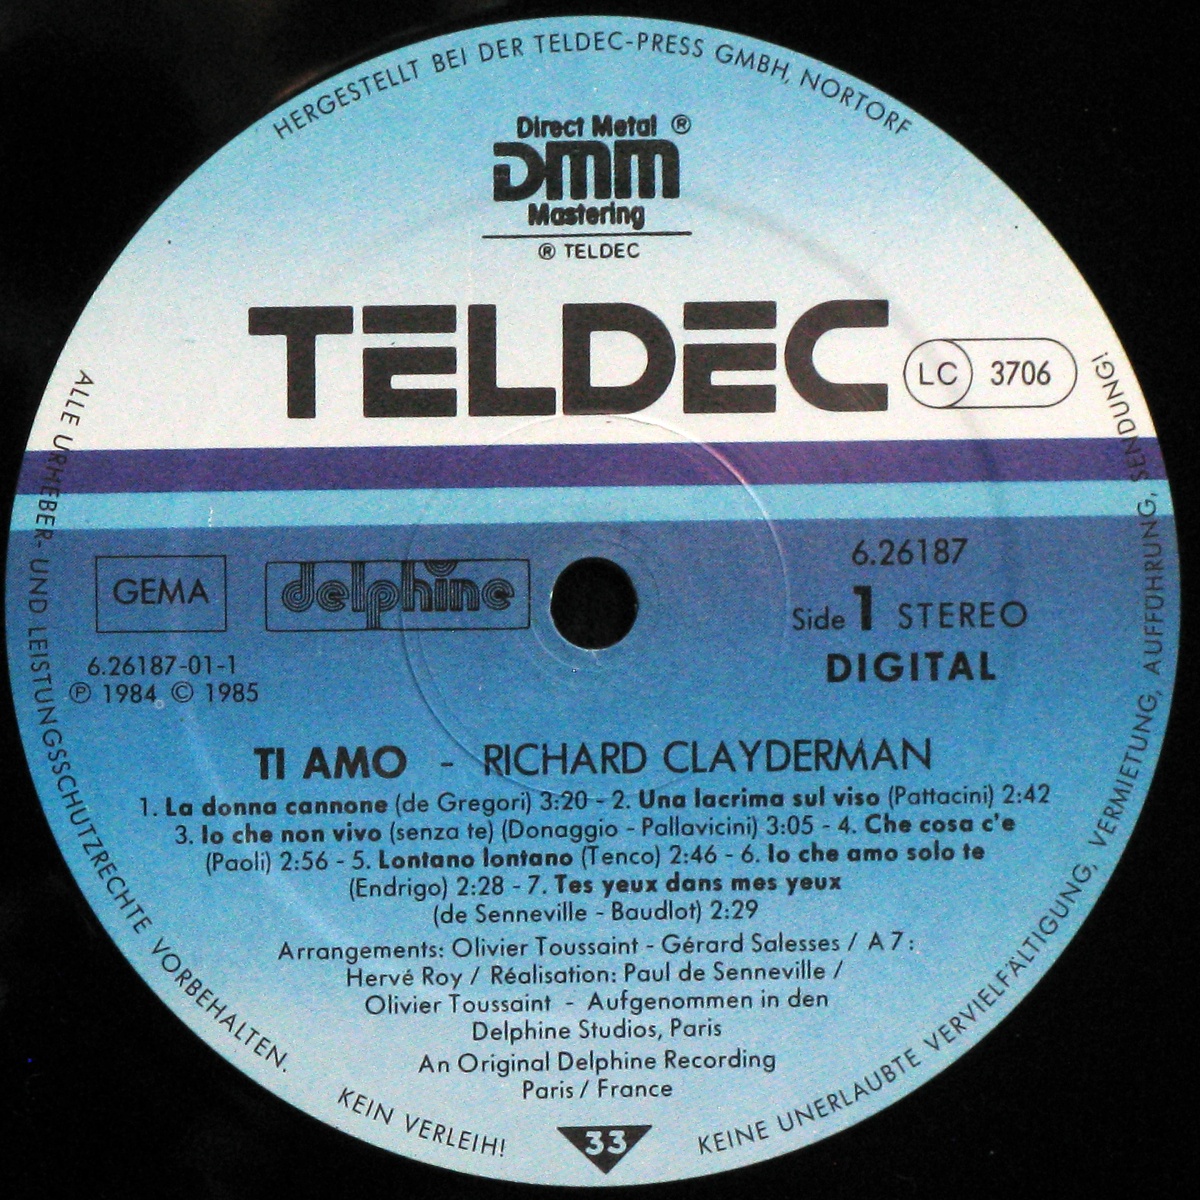 HERGESTELLT BEI DER TELDEC-PRESS GMBH, NORTORF
Direct Metal ®
DMM
Mastering
® TELDEC
TELDEC
LC 3706
GEMA
delphine
6.26187
Side 1 STEREO
DIGITAL
6.26187-01-1
℗ 1984 © 1985
TI AMO - RICHARD CLAYDERMAN
1. La donna cannone (de Gregori) 3:20 - 2. Una lacrima sul viso (Pattacini) 2:42
3. Io che non vivo (senza te) (Donaggio - Pallavicini) 3:05 - 4. Che cosa c'e
(Paoli) 2:56 - 5. Lontano lontano (Tenco) 2:46 - 6. Io che amo solo te
(Endrigo) 2:28 - 7. Tes yeux dans mes yeux
(de Senneville - Baudlot) 2:29
Arrangements: Olivier Toussaint - Gérard Salesses / A 7:
Hervé Roy / Réalisation: Paul de Senneville /
Olivier Toussaint - Aufgenommen in den
Delphine Studios, Paris
An Original Delphine Recording
Paris / France
33
ALLE URHEBER- UND LEISTUNGSSCHUTZRECHTE VORBEHALTEN.
KEIN VERLEIH!
KEINE UNERLAUBTE VERVIELFÄLTIGUNG, VERMIETUNG, AUFFÜHRUNG, SENDUNG!